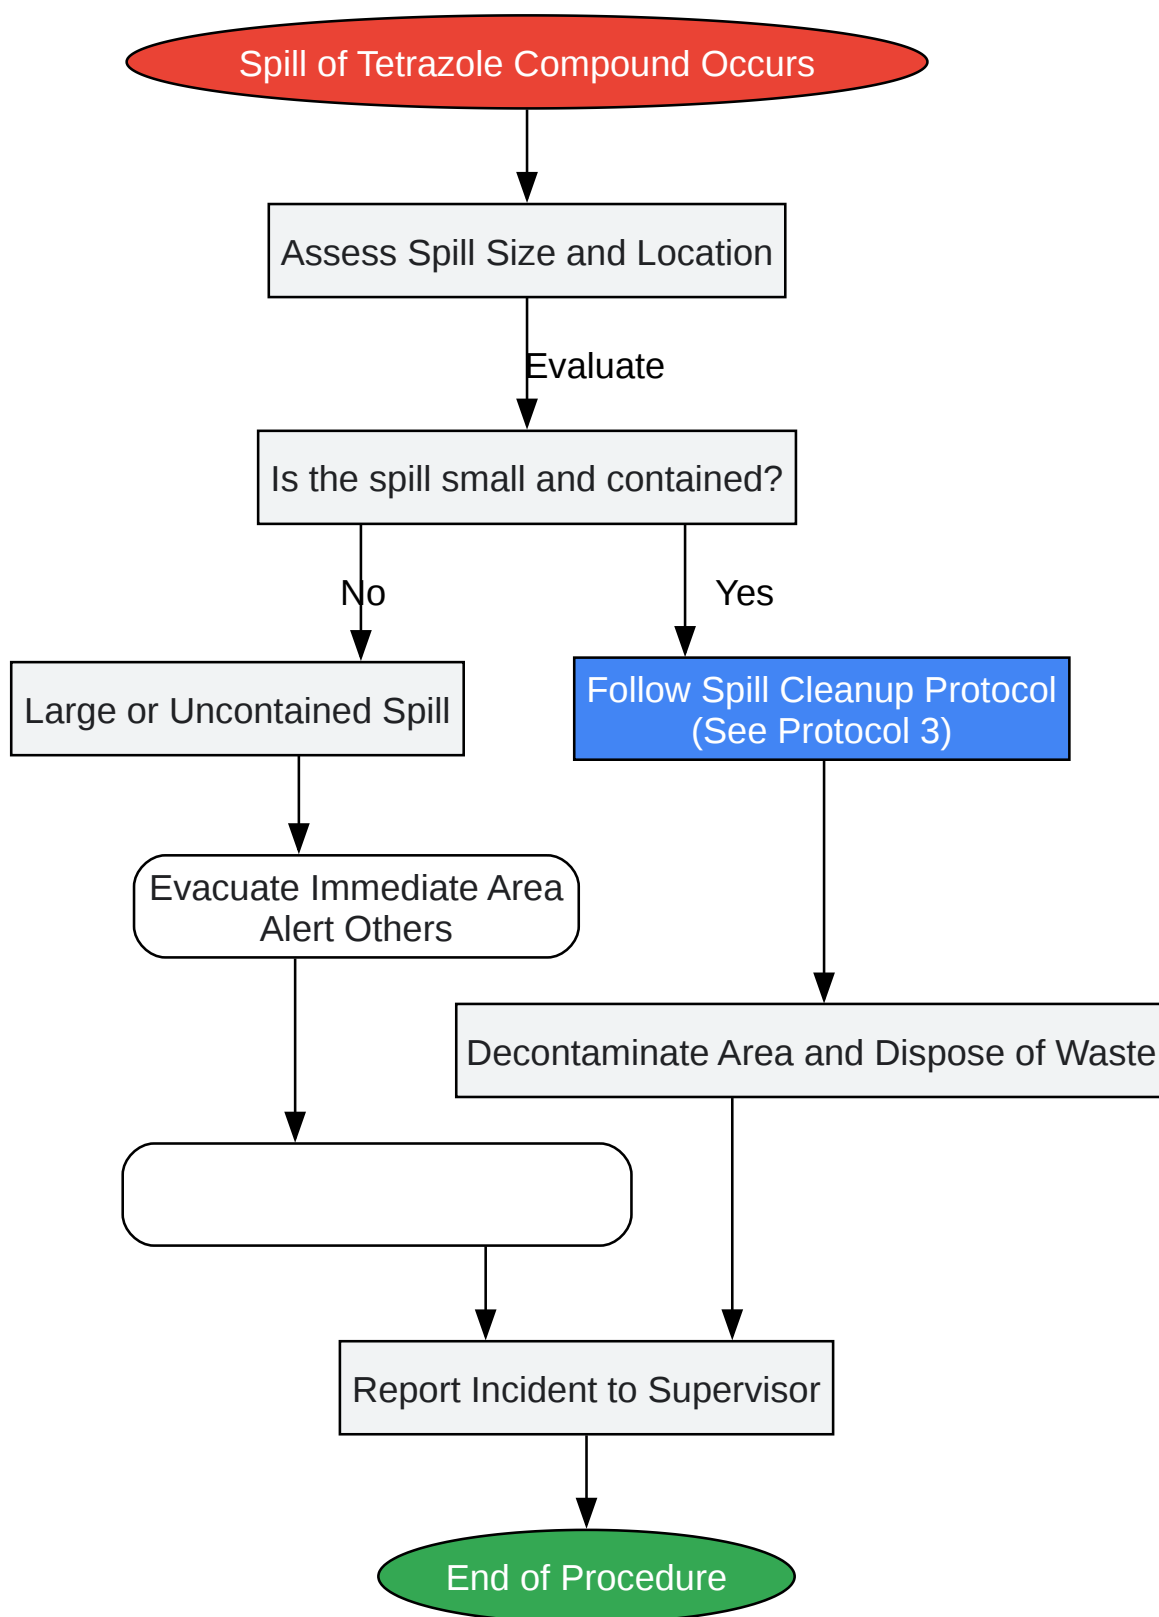 Spill of Tetrazole Compound Occurs
Assess Spill Size and Location
Evaluate
Is the spill small and contained?
No
Yes
Large or Uncontained Spill
Follow Spill Cleanup Protocol
(See Protocol 3)
Evacuate Immediate Area
Alert Others
Decontaminate Area and Dispose of Waste
Report Incident to Supervisor
End of Procedure